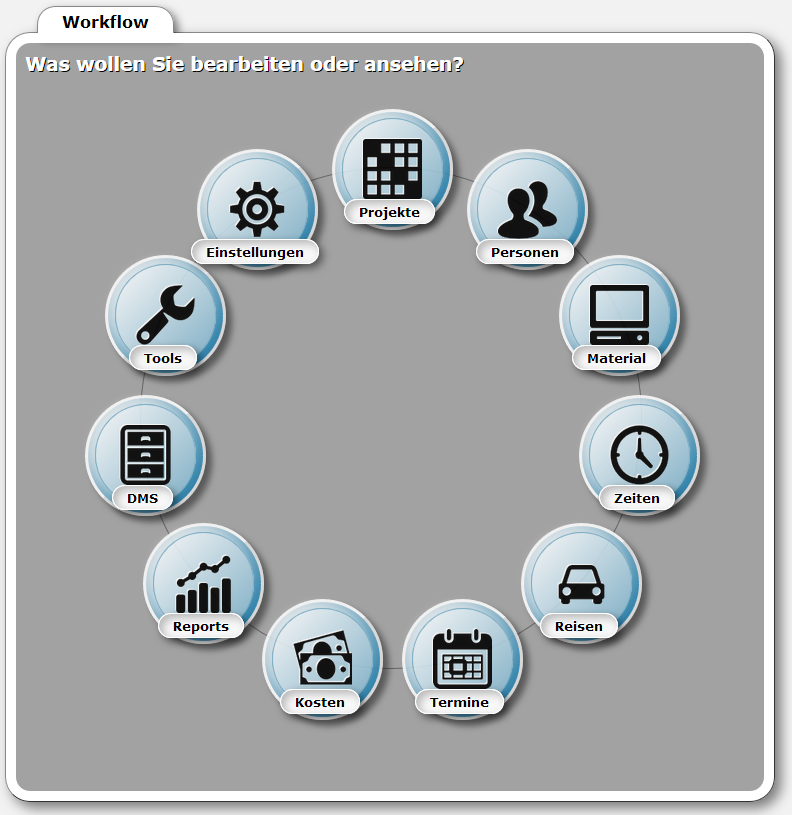 Workflow
Was wollen Sie bearbeiten oder ansehen?
Projekte
Einstellungen
Personen
Tools
Material
DMS
Zeiten
Reports
Reisen
Kosten
Termine